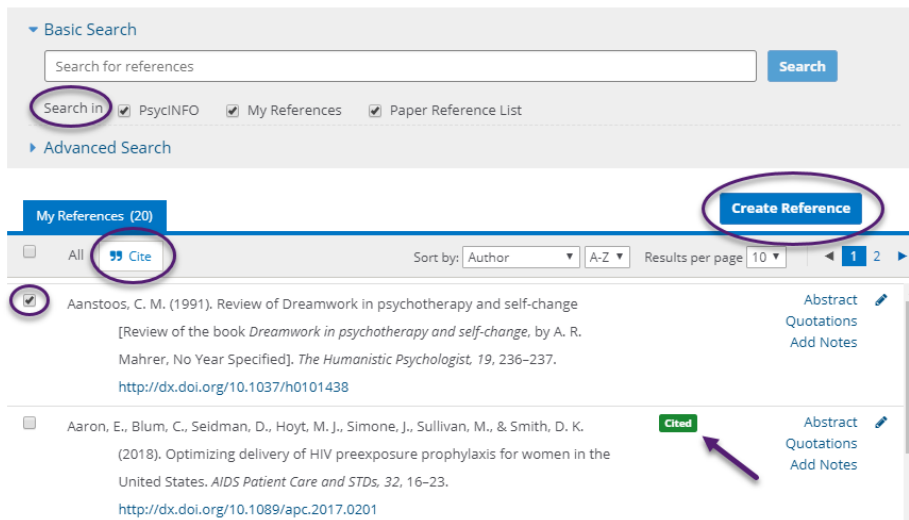 Basic Search
Search for references
Search
Search in PsycINFO My References Paper Reference List
Advanced Search
My References (20)
Create Reference
All Cite Sort by: Author A-Z Results per page 10 1 2
Aanstoos, C. M. (1991). Review of Dreamwork in psychotherapy and self-change
[Review of the book Dreamwork in psychotherapy and self-change, by A. R.
Mahrer, No Year Specified]. The Humanistic Psychologist, 19, 236–237.
http://dx.doi.org/10.1037/h0101438
Abstract
Quotations
Add Notes
Aaron, E., Blum, C., Seidman, D., Hoyt, M. J., Simone, J., Sullivan, M., & Smith, D. K.
(2018). Optimizing delivery of HIV preexposure prophylaxis for women in the
United States. AIDS Patient Care and STDs, 32, 16–23.
http://dx.doi.org/10.1089/apc.2017.0201
Cited
Abstract
Quotations
Add Notes